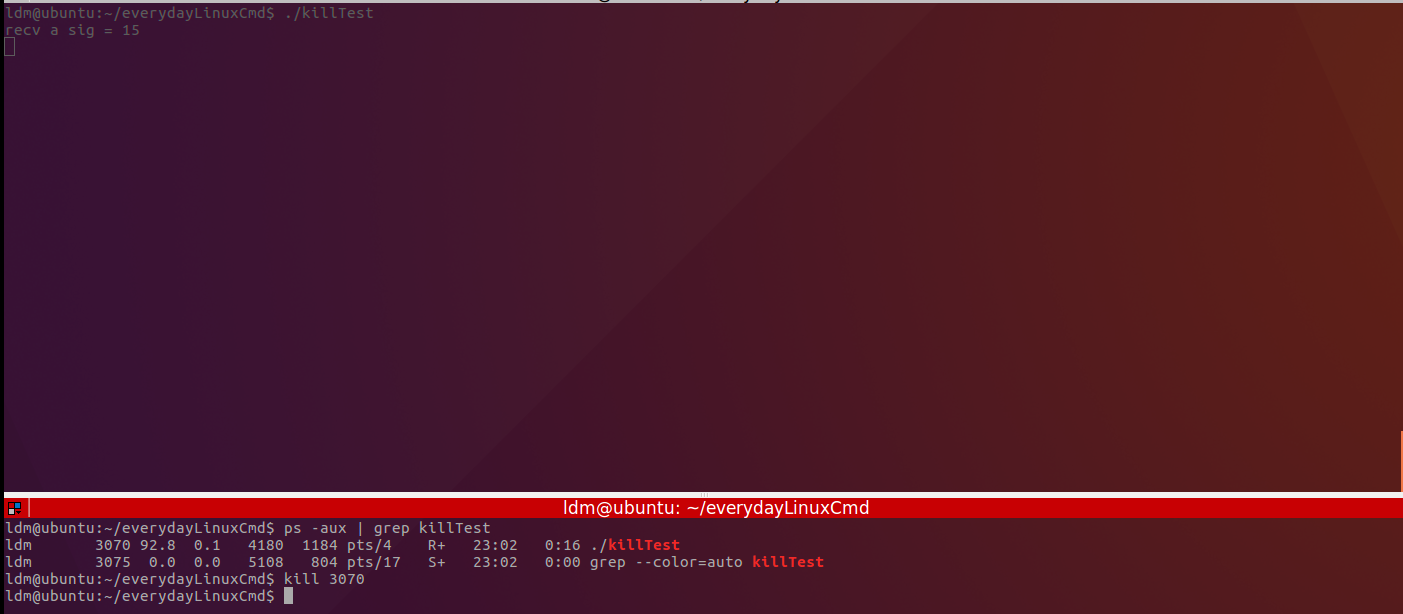 ldm@ubuntu:~/everydayLinuxCmd$ ./killTest
recv a sig = 15
ldm@ubuntu: ~/everydayLinuxCmd
ldm@ubuntu:~/everydayLinuxCmd$ ps -aux | grep killTest
ldm       3070 92.8  0.1   4180  1184 pts/4    R+   23:02   0:16 ./killTest
ldm       3075  0.0  0.0   5108   804 pts/17   S+   23:02   0:00 grep --color=auto killTest
ldm@ubuntu:~/everydayLinuxCmd$ kill 3070
ldm@ubuntu:~/everydayLinuxCmd$